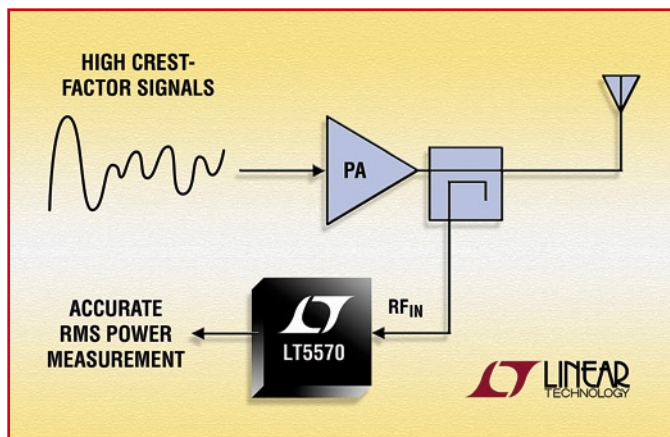 HIGH CREST-
FACTOR SIGNALS
PA
ACCURATE
RMS POWER
MEASUREMENT
LT5570
RFIN
LINEAR
TECHNOLOGY